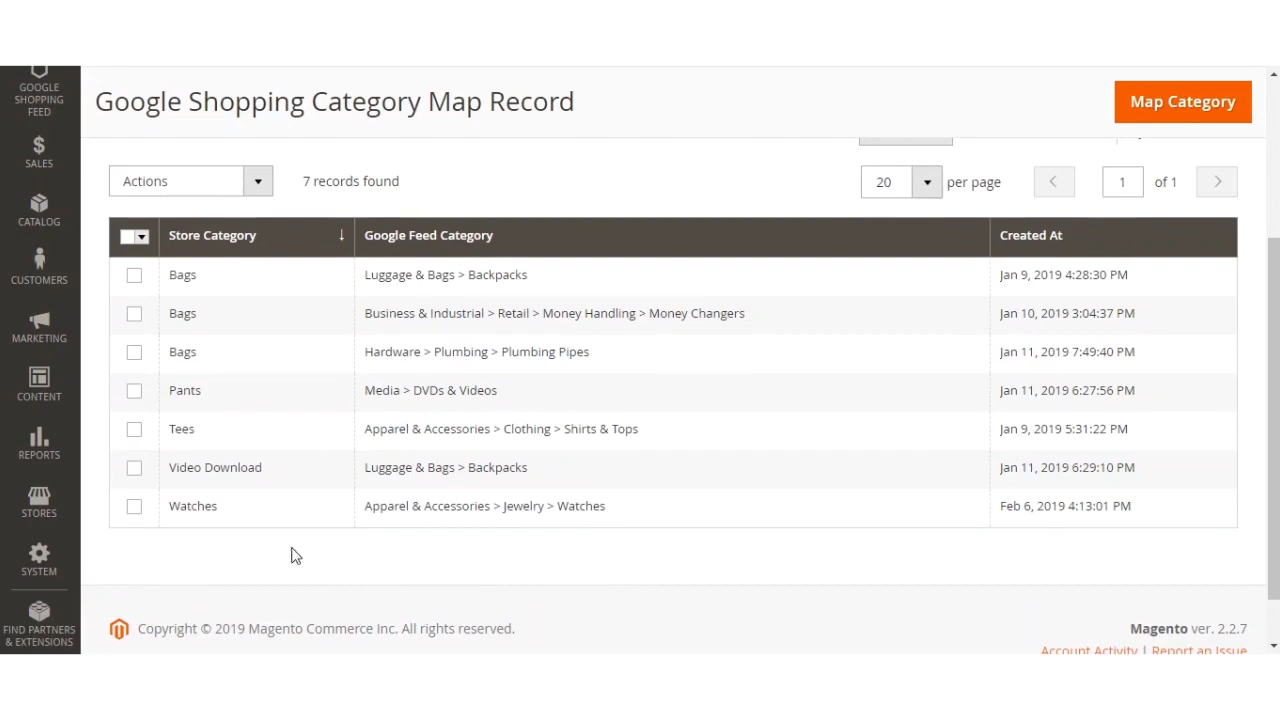 GOOGLE
SHOPPING
FEED
SALES
CATALOG
CUSTOMERS
MARKETING
CONTENT
REPORTS
STORES
SYSTEM
FIND PARTNERS
& EXTENSIONS
Google Shopping Category Map Record
Map Category
Actions 7 records found 20 per page 1 of 1
Store Category ↓ Google Feed Category Created At
Bags Luggage & Bags > Backpacks Jan 9, 2019 4:28:30 PM
Bags Business & Industrial > Retail > Money Handling > Money Changers Jan 10, 2019 3:04:37 PM
Bags Hardware > Plumbing > Plumbing Pipes Jan 11, 2019 7:49:40 PM
Pants Media > DVDs & Videos Jan 11, 2019 6:27:56 PM
Tees Apparel & Accessories > Clothing > Shirts & Tops Jan 9, 2019 5:31:22 PM
Video Download Luggage & Bags > Backpacks Jan 11, 2019 6:29:10 PM
Watches Apparel & Accessories > Jewelry > Watches Feb 6, 2019 4:13:01 PM
Copyright © 2019 Magento Commerce Inc. All rights reserved. Magento ver. 2.2.7
Account Activity | Report an Issue